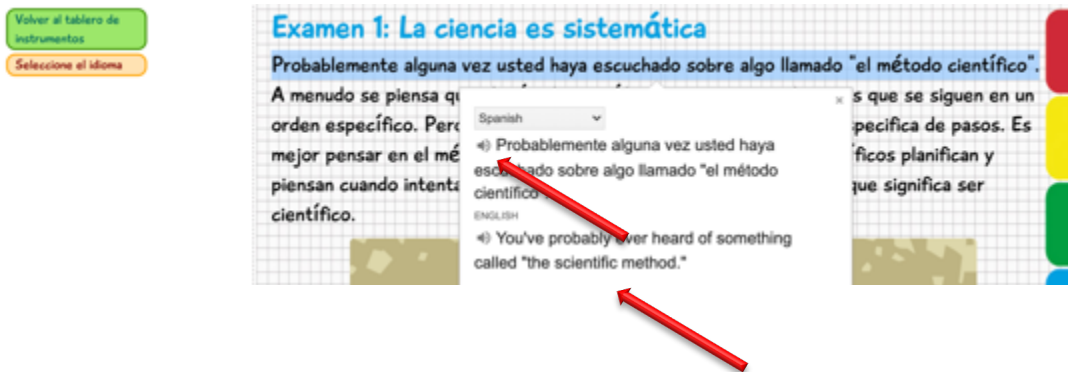 Volver al tablero de
instrumentos
Seleccione el idioma
Examen 1: La ciencia es sistemática
Probablemente alguna vez usted haya escuchado sobre algo llamado "el método científico".
A menudo se piensa qu s que se siguen en un
orden específico. Perc pecifica de pasos. Es
mejor pensar en el mé ficos planifican y
piensan cuando intenta que significa ser
científico.
Spanish
Probablemente alguna vez usted haya
escuchado sobre algo llamado "el método
científico
ENGLISH
You've probably ever heard of something
called "the scientific method."